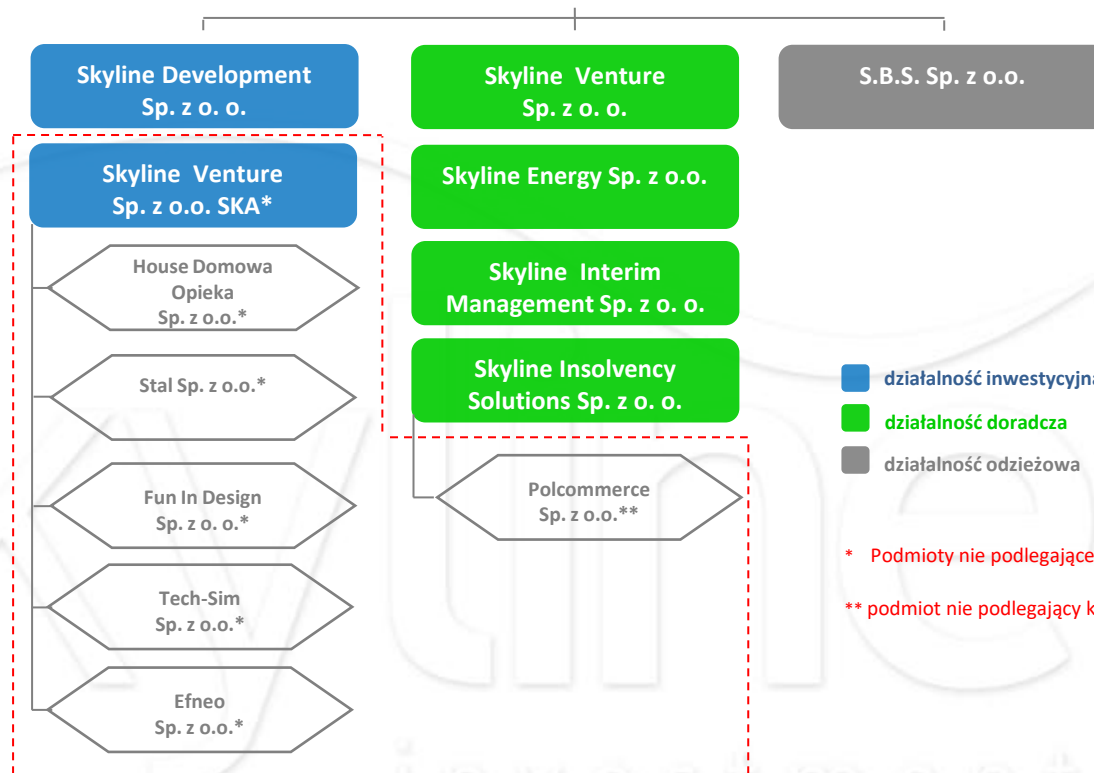 Skyline Development
Sp. z o. o.
Skyline Venture
Sp. z o. o.
S.B.S. Sp. z o.o.
Skyline Venture
Sp. z o.o. SKA*
House Domowa
Opieka
Sp. z o.o.*
Stal Sp. z o.o.*
Fun In Design
Sp. z o. o.*
Tech-Sim
Sp. z o.o.*
Efneo
Sp. z o.o.*
Skyline Energy Sp. z o.o.
Skyline Interim
Management Sp. z o. o.
Skyline Insolvency
Solutions Sp. z o. o.
Polcommerce
Sp. z o.o.**
działalność inwestycyjna
działalność doradcza
działalność odzieżowa
* Podmioty nie podlegające
** podmiot nie podlegający